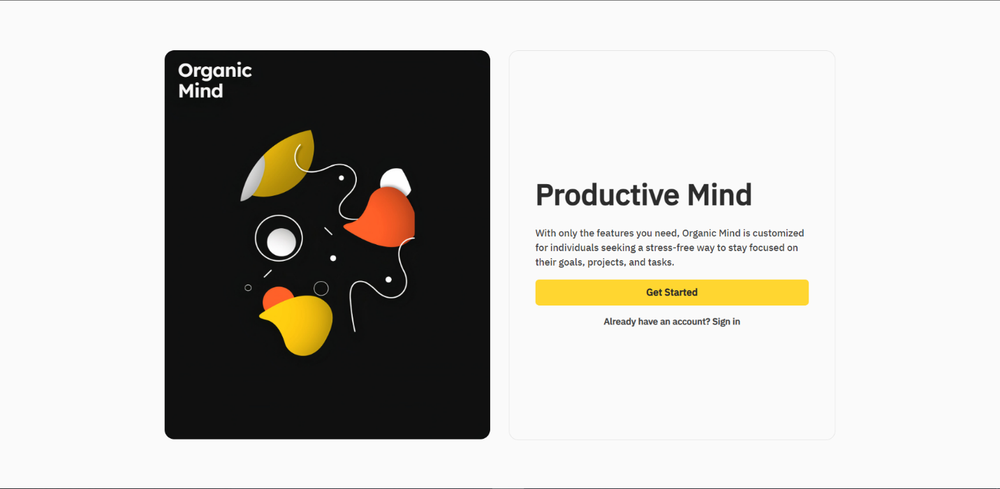 Organic
Mind
Productive Mind
With only the features you need, Organic Mind is customized
for individuals seeking a stress-free way to stay focused on
their goals, projects, and tasks.
Get Started
Already have an account? Sign in